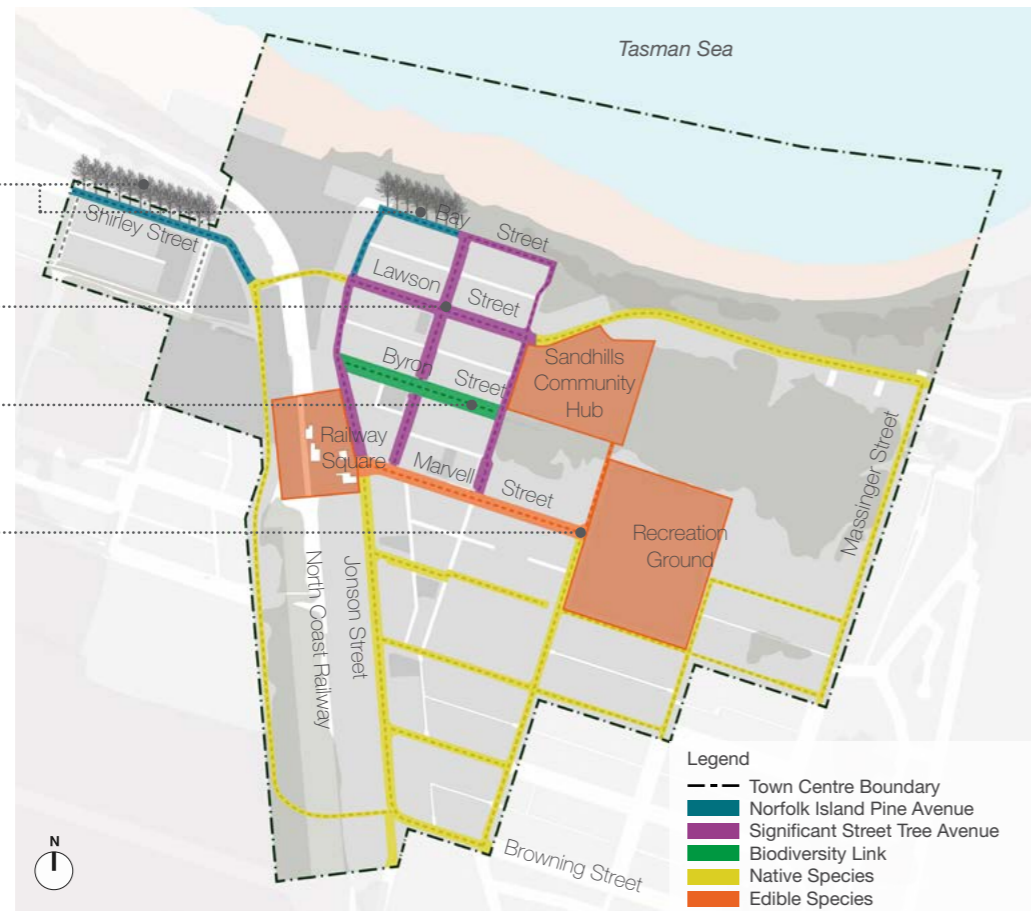 Tasman Sea
Shirley Street
Bay
Street
Lawson
Street
Byron
Street
Sandhills
Community
Hub
Railway
Square
Marvell
Street
Recreation
Ground
Massinger Street
North Coast Railway
Jonson Street
Browning Street
N
Legend
Town Centre Boundary
Norfolk Island Pine Avenue
Significant Street Tree Avenue
Biodiversity Link
Native Species
Edible Species